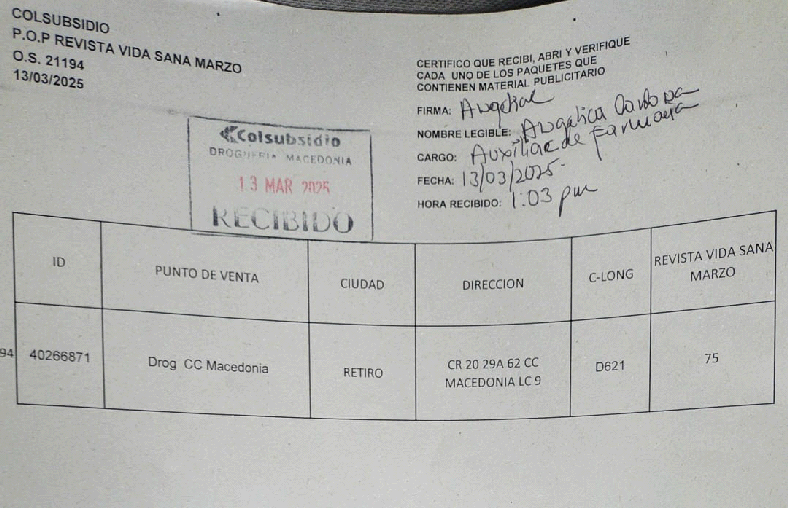 COLSUBSIDIO
P.O.P REVISTA VIDA SANA MARZO
O.S. 21194
13/03/2025
CERTIFICO QUE RECIBI, ABRI Y VERIFIQUE
CADA UNO DE LOS PAQUETES QUE
CONTIENEN MATERIAL PUBLICITARIO
FIRMA:
NOMBRE LEGIBLE: Angelica Cordoba
CARGO: Auxiliar de Farmacia
FECHA: 13/03/2025.
HORA RECIBIDO: 1:03 pm
Colsubsidio
DROGUERIA MACEDONIA
13 MAR 2025
RECIBIDO
ID
PUNTO DE VENTA
CIUDAD
DIRECCION
C-LONG
REVISTA VIDA SANA
MARZO
94
40266871
Drog CC Macedonia
RETIRO
CR 20 29A 62 CC
MACEDONIA LC 9
D621
75